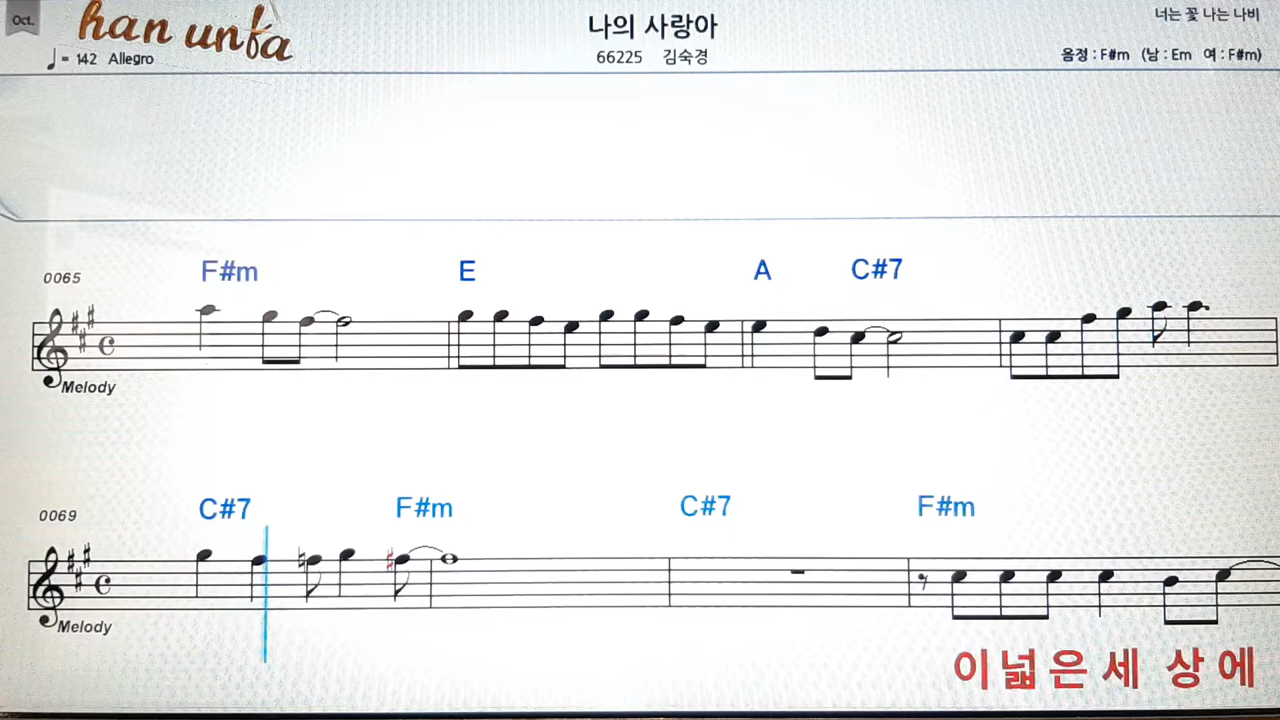 Oct.
han unfa
나의 사랑아
너는 꽃 나는 나비
♩= 142 Allegro
66225 김숙경
음정 : F#m (남 : Em 여 : F#m)
0065
F#m E A C#7
Melody
0069
C#7 F#m C#7 F#m
Melody
이넓은세 상에